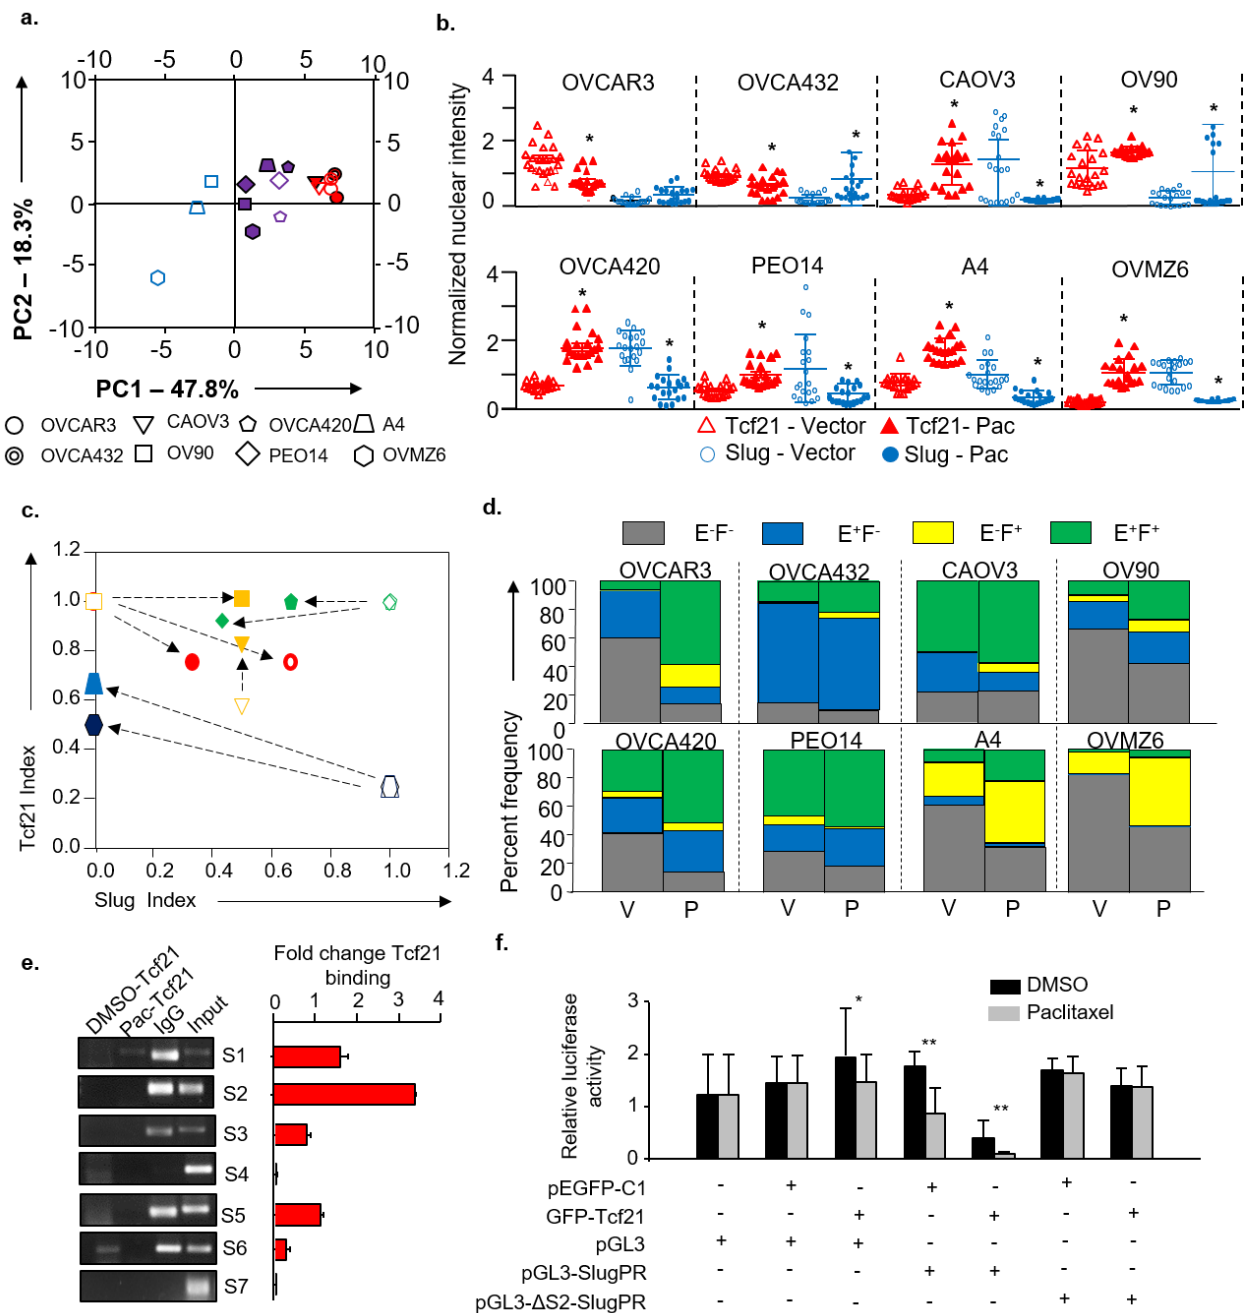 a.
-10 -5 0 5 10
10 10
5 5
0 0
-5 -5
-10 -10
-10 -5 0 5 10
PC2 – 18.3%
PC1 – 47.8%
OVCAR3 CAOV3 OVCA420 A4
OVCA432 OV90 PEO14 OVMZ6
b.
Normalized nuclear intensity
4
2
0
OVCAR3 OVCA432 CAOV3 OV90
* * * * * * *
4
2
0
OVCA420 PEO14 A4 OVMZ6
* * * * * * * *
Tcf21 - Vector Tcf21- Pac
Slug - Vector Slug - Pac
c.
Tcf21 Index
1.2
1.0
0.8
0.6
0.4
0.2
0.0
0.0 0.2 0.4 0.6 0.8 1.0 1.2
Slug Index
d.
E-F- E+F- E-F+ E+F+
Percent frequency
OVCAR3 OVCA432 CAOV3 OV90
100
80
60
40
20
0
OVCA420 PEO14 A4 OVMZ6
100
80
60
40
20
0
V P V P V P V P
e.
DMSO-Tcf21
Pac-Tcf21
IgG
Input
Fold change Tcf21
binding
0 1 2 3 4
S1
S2
S3
S4
S5
S6
S7
f.
DMSO
Paclitaxel
Relative luciferase
activity
3
2
1
0
* ** **
pEGFP-C1 - + - + - + -
GFP-Tcf21 - - + - + - +
pGL3 + + + - - - -
pGL3-SlugPR - - - + + - -
pGL3-ΔS2-SlugPR - - - - - + +